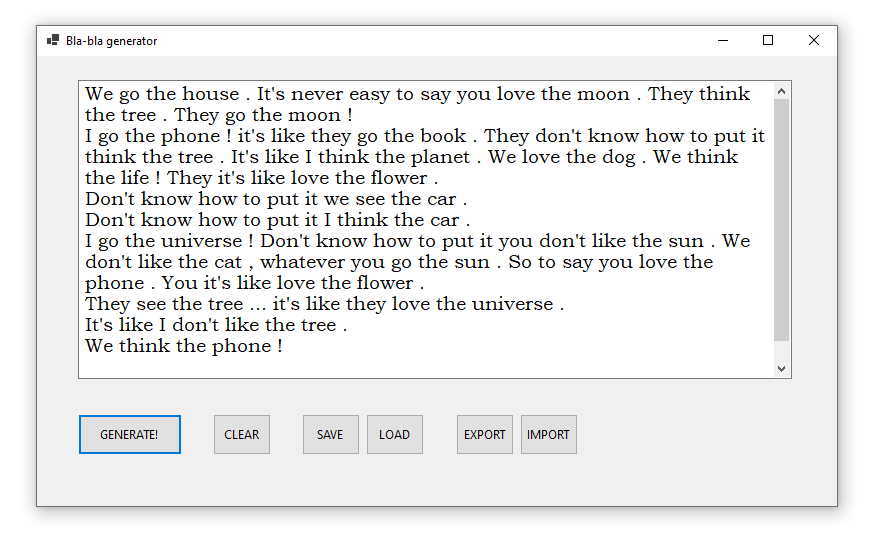 Bla-bla generator
We go the house . It's never easy to say you love the moon . They think
the tree . They go the moon !
I go the phone ! it's like they go the book . They don't know how to put it
think the tree . It's like I think the planet . We love the dog . We think
the life ! They it's like love the flower .
Don't know how to put it we see the car .
Don't know how to put it I think the car .
I go the universe ! Don't know how to put it you don't like the sun . We
don't like the cat , whatever you go the sun . So to say you love the
phone . You it's like love the flower .
They see the tree ... it's like they love the universe .
It's like I don't like the tree .
We think the phone !
GENERATE! CLEAR SAVE LOAD EXPORT IMPORT